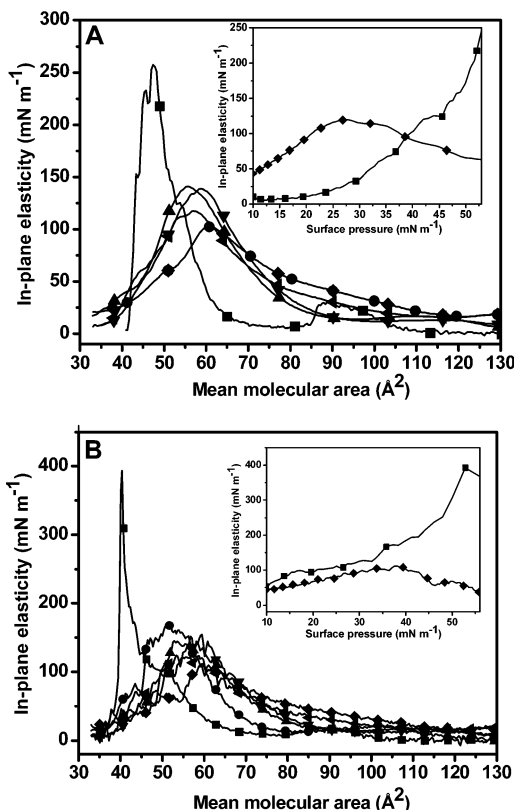 A
In-plane elasticity (mN m⁻¹)
300
250
200
150
100
50
0
30 40 50 60 70 80 90 100 110 120 130
Mean molecular area (Å²)
In-plane elasticity (mN m⁻¹)
250
200
150
100
50
0
10 15 20 25 30 35 40 45 50
Surface pressure (mN m⁻¹)
B
In-plane elasticity (mN m⁻¹)
400
300
200
100
0
30 40 50 60 70 80 90 100 110 120 130
Mean molecular area (Å²)
In-plane elasticity (mN m⁻¹)
400
300
200
100
0
10 20 30 40 50
Surface pressure (mN m⁻¹)